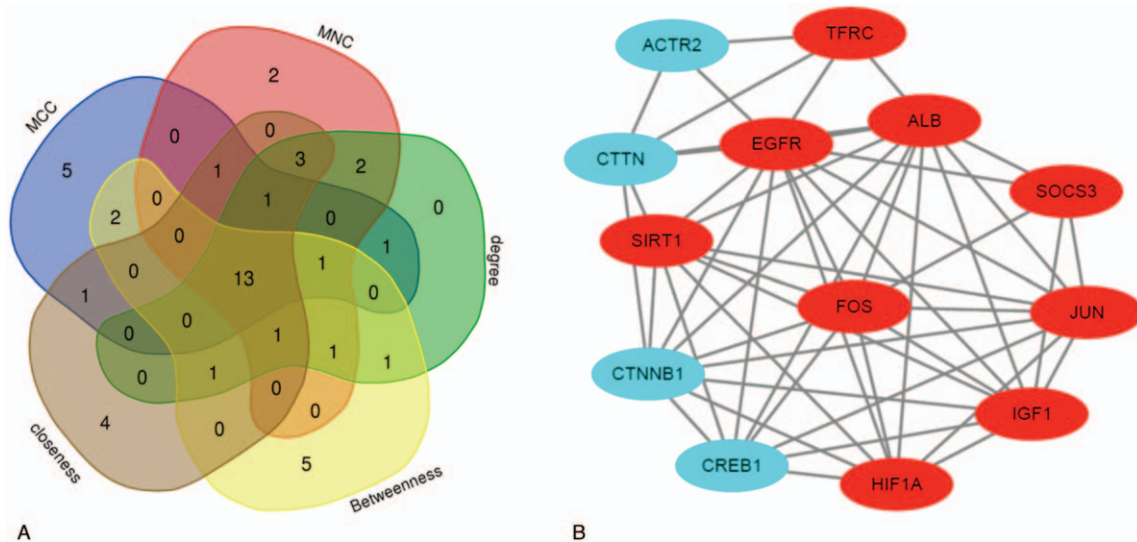 MNC
2
MCC
0
0
5
1
3
2
0
1
0
2
0
0
1
degree
13
1
0
0
1
0
0
1
1
1
0
1
4
0
0
0
closeness
5
Betweenness
A
B
TFRC
ACTR2
ALB
EGFR
CTTN
SOCS3
SIRT1
FOS
JUN
CTNNB1
IGF1
CREB1
HIF1A